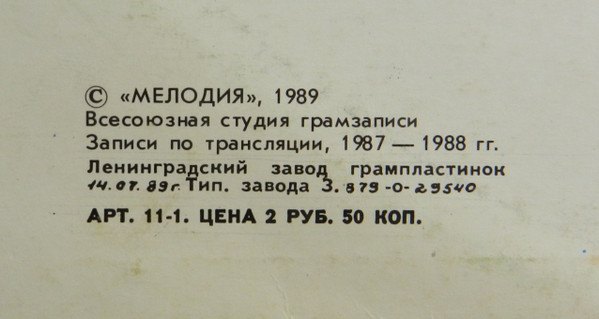 © «МЕЛОДИЯ», 1989
Всесоюзная студия грамзаписи
Записи по трансляции, 1987 — 1988 гг.
Ленинградский завод грампластинок
14.07.89г. Тип. завода З. 879-0-29540
АРТ. 11-1. ЦЕНА 2 РУБ. 50 КОП.